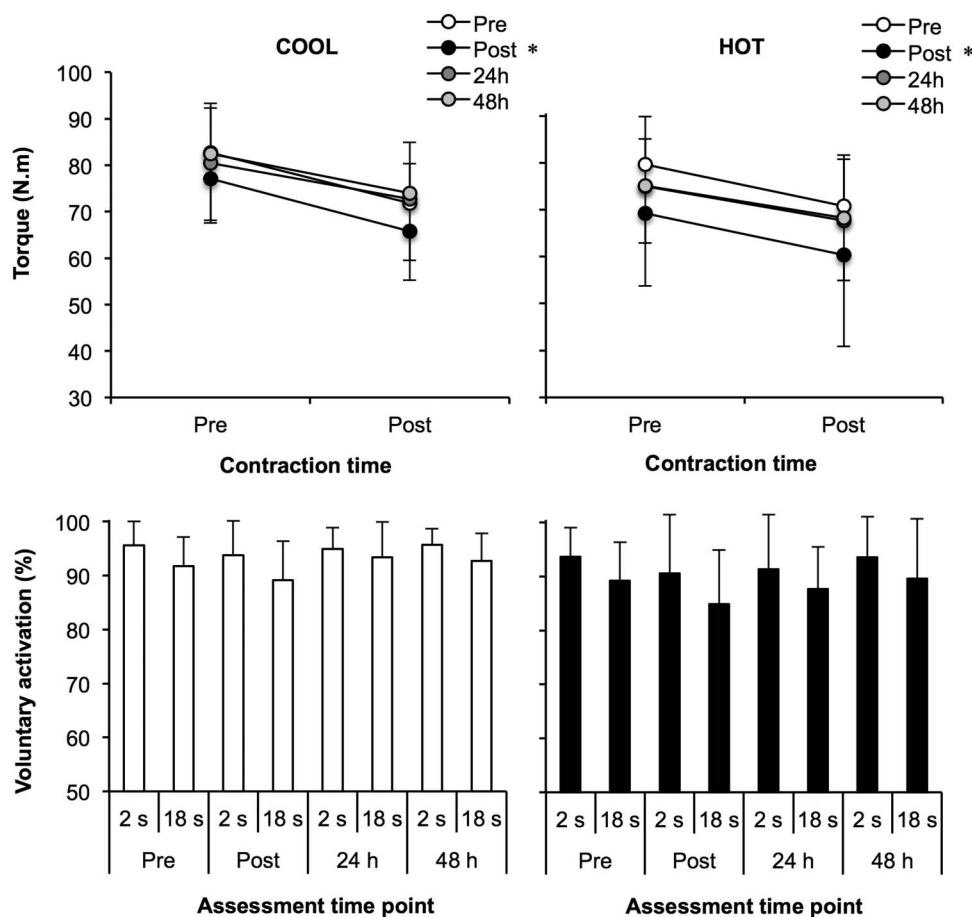 COOL
Pre
Post *
24h
48h
HOT
Pre
Post *
24h
48h
Torque (N.m)
100
90
80
70
60
50
40
30
Pre Post
Contraction time
Pre Post
Contraction time
Voluntary activation (%)
100
90
80
70
60
50
2 s 18 s 2 s 18 s 2 s 18 s 2 s 18 s
Pre Post 24 h 48 h
Assessment time point
2 s 18 s 2 s 18 s 2 s 18 s 2 s 18 s
Pre Post 24 h 48 h
Assessment time point